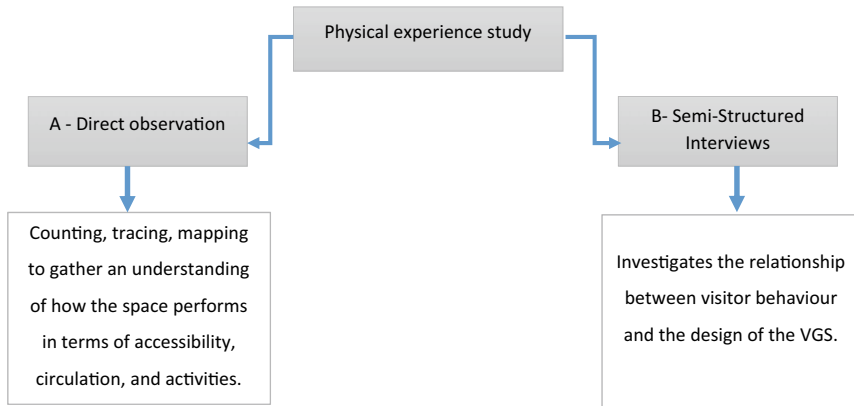 Physical experience study
A - Direct observation
B- Semi-Structured
Interviews
Counting, tracing, mapping
to gather an understanding
of how the space performs
in terms of accessibility,
circulation, and activities.
Investigates the relationship
between visitor behaviour
and the design of the VGS.